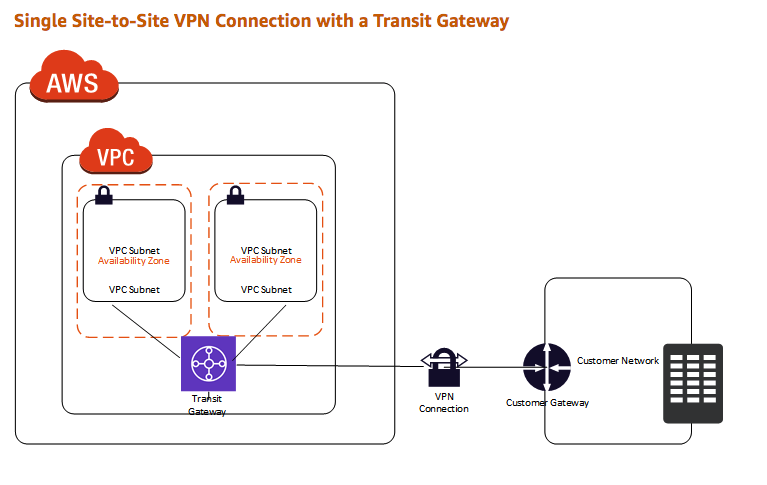 Single Site-to-Site VPN Connection with a Transit Gateway
AWS
VPC
VPC Subnet
Availability Zone
VPC Subnet
VPC Subnet
Availability Zone
VPC Subnet
Transit
Gateway
VPN
Connection
Customer Gateway
Customer Network